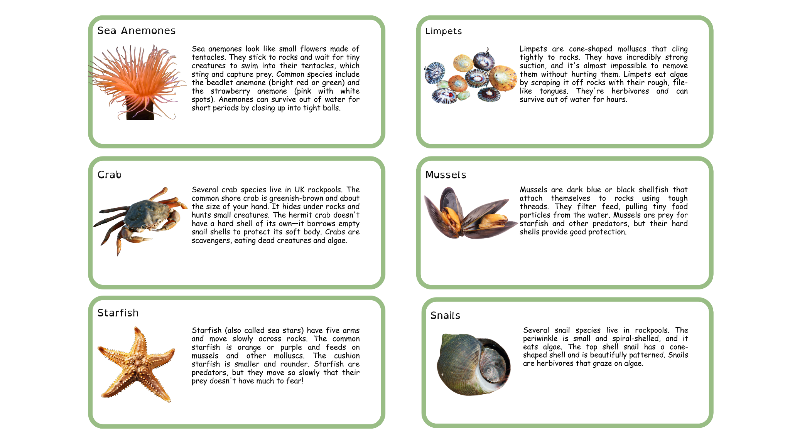 Sea Anemones
Sea anemones look like small flowers made of
tentacles. They stick to rocks and wait for tiny
creatures to swim into their tentacles, which
sting and capture prey. Common species include
the beadlet anemone (bright red or green) and
the strawberry anemone (pink with white
spots). Anemones can survive out of water for
short periods by closing up into tight balls.
Limpets
Limpets are cone-shaped molluscs that cling
tightly to rocks. They have incredibly strong
suction, and it's almost impossible to remove
them without hurting them. Limpets eat algae
by scraping it off rocks with their rough, file-
like tongues. They're herbivores and can
survive out of water for hours.
Crab
Several crab species live in UK rockpools. The
common shore crab is greenish-brown and about
the size of your hand. It hides under rocks and
hunts small creatures. The hermit crab doesn't
have a hard shell of its own—it borrows empty
snail shells to protect its soft body. Crabs are
scavengers, eating dead creatures and algae.
Mussels
Mussels are dark blue or black shellfish that
attach themselves to rocks using tough
threads. They filter feed, pulling tiny food
particles from the water. Mussels are prey for
starfish and other predators, but their hard
shells provide good protection.
Starfish
Starfish (also called sea stars) have five arms
and move slowly across rocks. The common
starfish is orange or purple and feeds on
mussels and other molluscs. The cushion
starfish is smaller and rounder. Starfish are
predators, but they move so slowly that their
prey doesn't have much to fear!
Snails
Several snail species live in rockpools. The
periwinkle is small and spiral-shelled, and it
eats algae. The top shell snail has a cone-
shaped shell and is beautifully patterned. Snails
are herbivores that graze on algae.